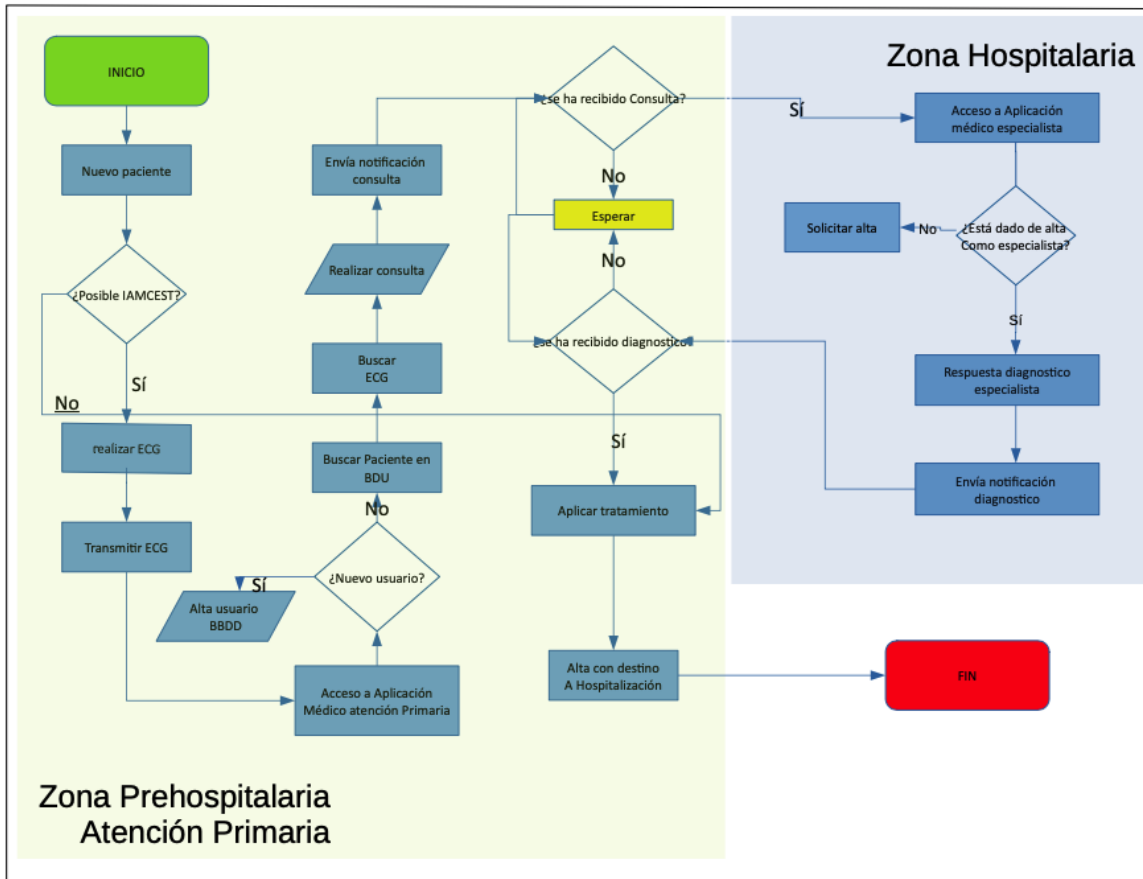 INICIO
Nuevo paciente
¿Posible IAMCEST?
Sí
No
realizar ECG
Transmitir ECG
Acceso a Aplicación
Médico atención Primaria
¿Nuevo usuario?
Sí
Alta usuario
BBDD
No
Buscar Paciente en
BDU
Buscar
ECG
Realizar consulta
Envía notificación
consulta
¿se ha recibido Consulta?
No
Esperar
No
¿se ha recibido diagnostico?
Sí
Aplicar tratamiento
Alta con destino
A Hospitalización
FIN
Zona Prehospitalaria
Atención Primaria
Zona Hospitalaria
Sí
Acceso a Aplicación
médico especialista
¿Está dado de alta
Como especialista?
No
Solicitar alta
Sí
Respuesta diagnostico
especialista
Envía notificación
diagnostico